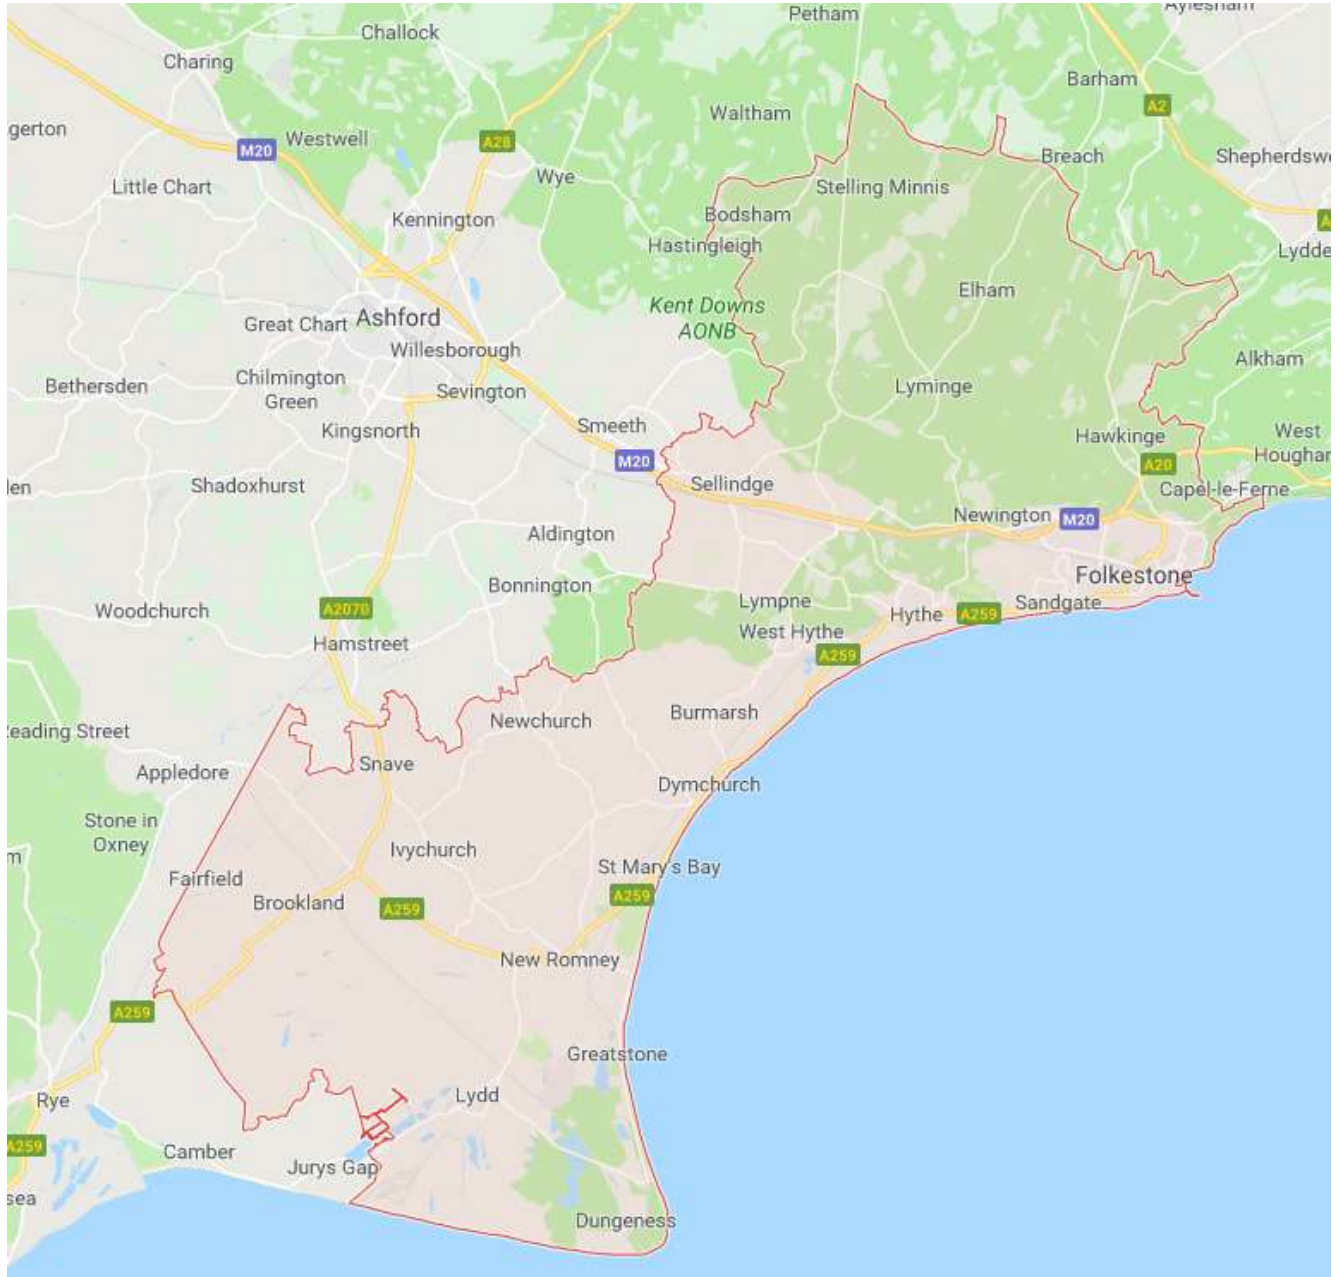 Petham
Aylesham
Challock
Charing
Barham
A2
Waltham
gerton
Westwell
A28
M20
Breach
Shepherdswe
Wye
Little Chart
Stelling Minnis
Kennington
Bodsham
A
Hastingleigh
Lydde
Elham
Kent Downs
AONB
Great Chart
Ashford
Willesborough
Alkham
Chilmington
Green
Bethersden
Sevington
Lyminge
Smeeth
Kingsnorth
Hawkinge
West
Hougham
M20
A20
Sellindge
Capel-le-Ferne
len
Shadoxhurst
Newington
M20
Aldington
Folkestone
Bonnington
Lympne
Sandgate
Woodchurch
A2070
Hythe
A259
West Hythe
Hamstreet
A259
Newchurch
Burmarsh
Reading Street
Snave
Appledore
Dymchurch
Stone in
Oxney
Ivychurch
m
St Mary's Bay
Fairfield
A259
Brookland
A259
New Romney
A259
Greatstone
Lydd
Rye
A259
Camber
Jurys Gap
sea
Dungeness